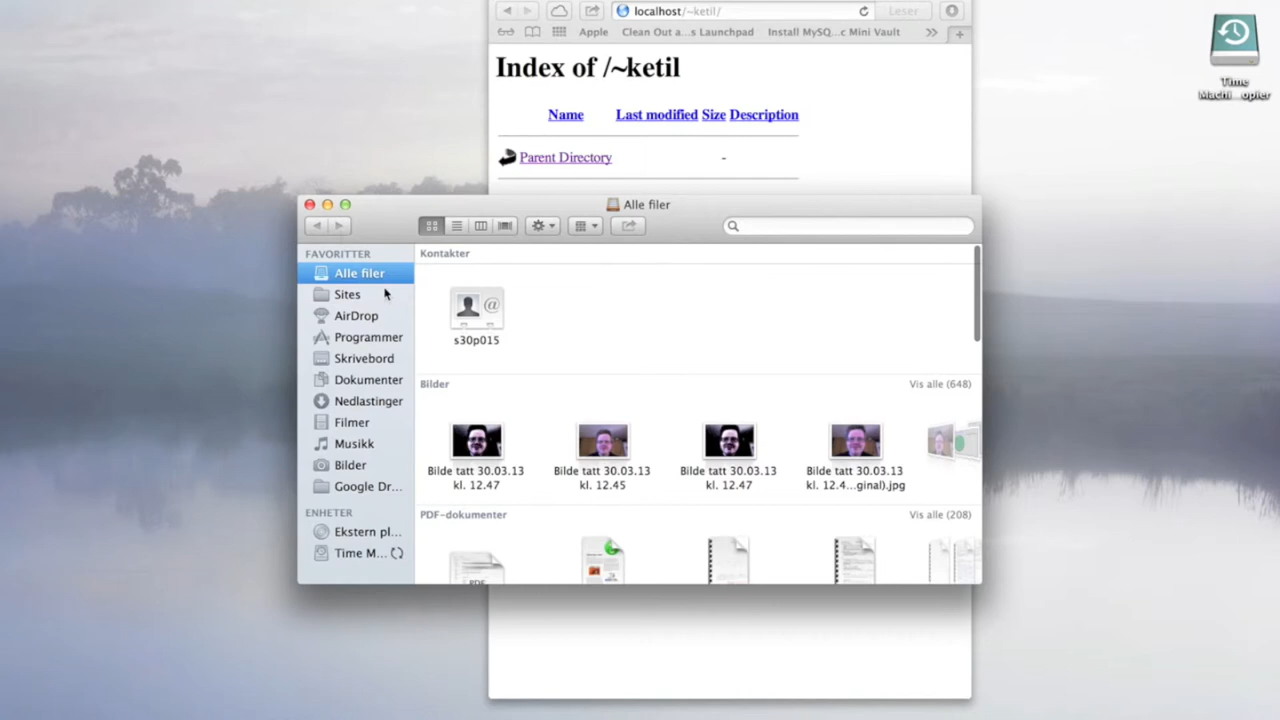 localhost/~ketil/
Leser
Apple
Clean Out a...s Launchpad
Install MySQ...c Mini Vault
Index of /~ketil
Name Last modified Size Description
Parent Directory -
Time
Machi...opier
Alle filer
FAVORITTER
Alle filer
Sites
AirDrop
Programmer
Skrivebord
Dokumenter
Nedlastinger
Filmer
Musikk
Bilder
Google Dr...
ENHETER
Ekstern pl...
Time M...
Kontakter
@
s30p015
Bilder
Vis alle (648)
Bilde tatt 30.03.13
kl. 12.47
Bilde tatt 30.03.13
kl. 12.45
Bilde tatt 30.03.13
kl. 12.47
Bilde tatt 30.03.13
kl. 12.4...ginal).jpg
PDF-dokumenter
Vis alle (208)
PDF